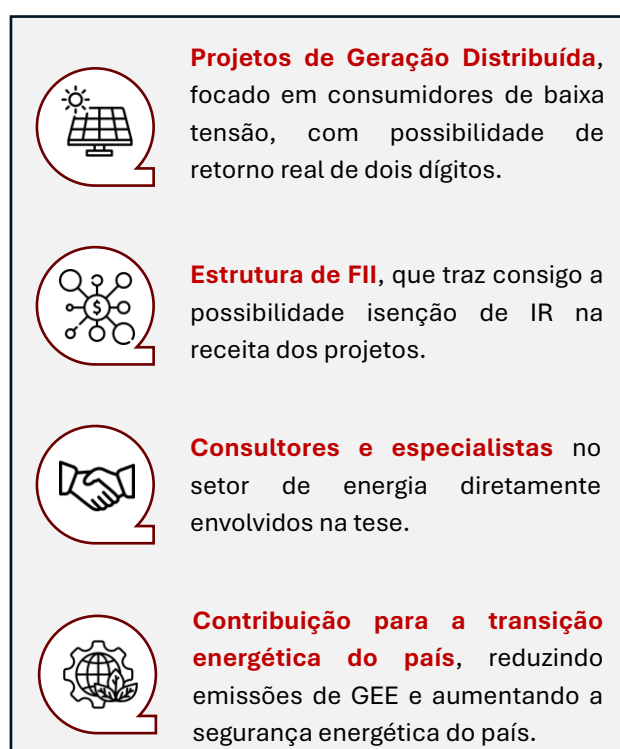 Projetos de Geração Distribuída,
focado em consumidores de baixa
tensão, com possibilidade de
retorno real de dois dígitos.
Estrutura de FII, que traz consigo a
possibilidade isenção de IR na
receita dos projetos.
Consultores e especialistas no
setor de energia diretamente
envolvidos na tese.
Contribuição para a transição
energética do país, reduzindo
emissões de GEE e aumentando a
segurança energética do país.